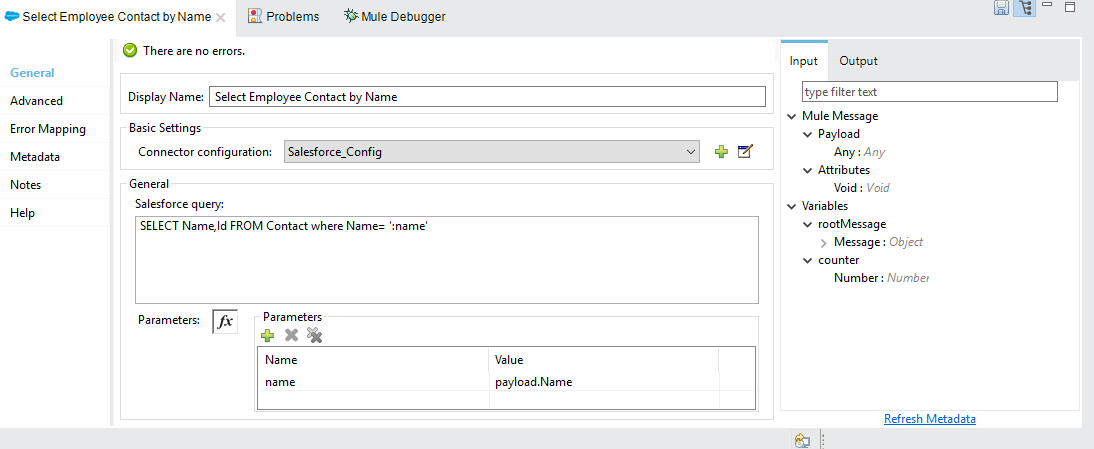 Select Employee Contact by Name
Problems
Mule Debugger
General
Advanced
Error Mapping
Metadata
Notes
Help
There are no errors.
Display Name: Select Employee Contact by Name
Basic Settings
Connector configuration: Salesforce_Config
General
Salesforce query:
SELECT Name,Id FROM Contact where Name= ':name'
Parameters: fx
Parameters
Name Value
name payload.Name
Input Output
type filter text
Mule Message
Payload
Any : Any
Attributes
Void : Void
Variables
rootMessage
Message : Object
counter
Number : Number
Refresh Metadata